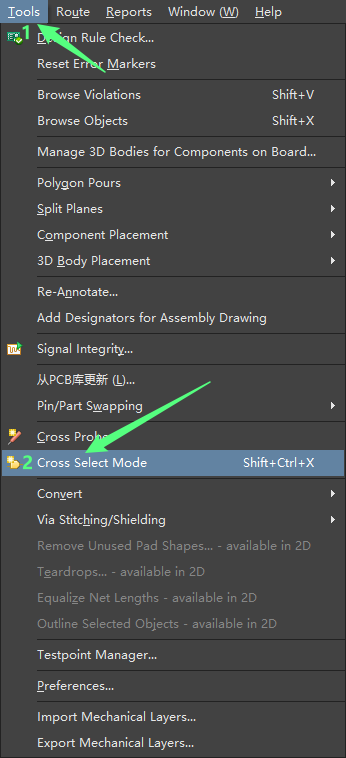 Tools Route Reports Window (W) Help
1
Design Rule Check...
Reset Error Markers
Browse Violations Shift+V
Browse Objects Shift+X
Manage 3D Bodies for Components on Board...
Polygon Pours
Split Planes
Component Placement
3D Body Placement
Re-Annotate...
Add Designators for Assembly Drawing
Signal Integrity...
从PCB库更新 (L)...
Pin/Part Swapping
Cross Probe
2 Cross Select Mode Shift+Ctrl+X
Convert
Via Stitching/Shielding
Remove Unused Pad Shapes... - available in 2D
Teardrops... - available in 2D
Equalize Net Lengths - available in 2D
Outline Selected Objects - available in 2D
Testpoint Manager...
Preferences...
Import Mechanical Layers...
Export Mechanical Layers...